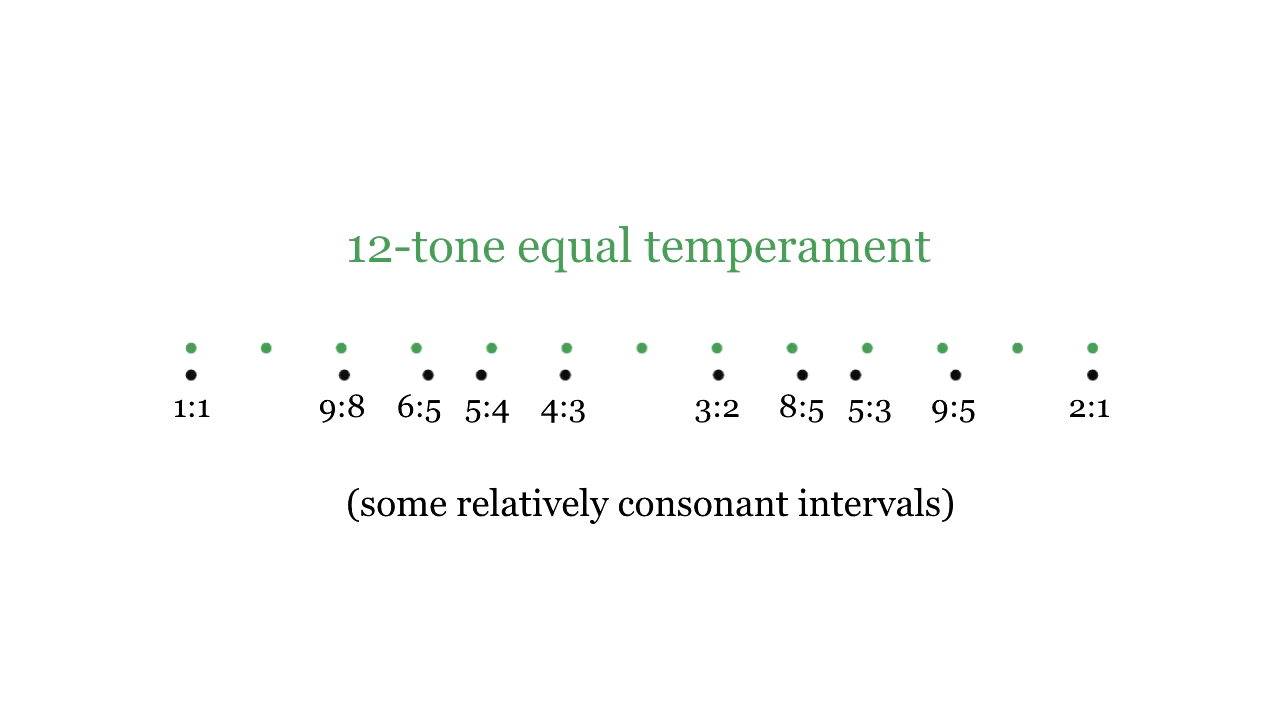 12-tone equal temperament
1:1 9:8 6:5 5:4 4:3 3:2 8:5 5:3 9:5 2:1
(some relatively consonant intervals)